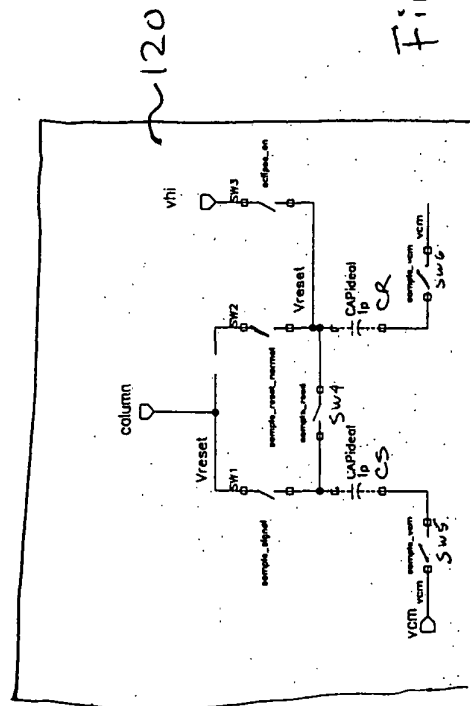 120
Fi
vhi
column
SW3
eclipse_en
SW2
Vreset
SW1
sample_reset_normal
Vreset
sample_signal
sample_read
SW4
CAPideal
1p
CR
CAPideal
1p
CS
sample_vcm
vcm
SW6
sample_vcm
SW5
vcm
vcm